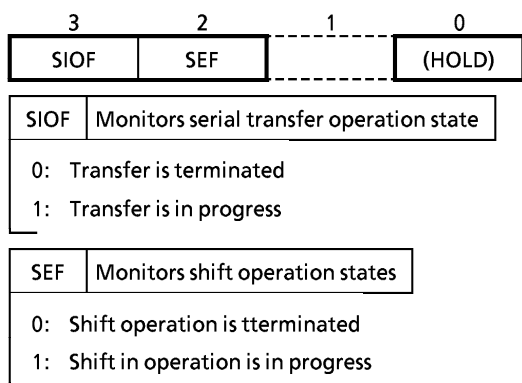 3 2 1 0
SIOF SEF (HOLD)
SIOF Monitors serial transfer operation state
0: Transfer is terminated
1: Transfer is in progress
SEF Monitors shift operation states
0: Shift operation is tterminated
1: Shift in operation is in progress